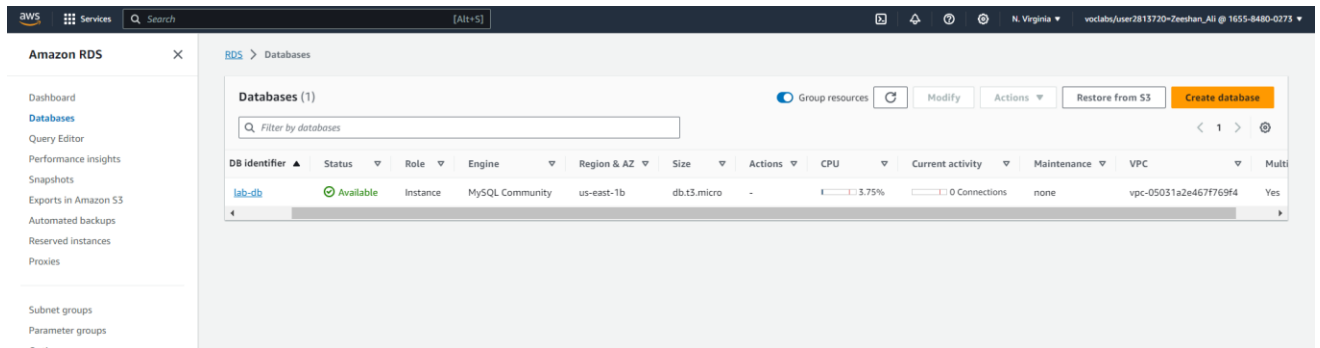 aws Services Search [Alt+S] N. Virginia ▼ voclabs/user2813720=Zeeshan_Ali @ 1655-8480-0273 ▼
Amazon RDS
Dashboard
Databases
Query Editor
Performance insights
Snapshots
Exports in Amazon S3
Automated backups
Reserved instances
Proxies
Subnet groups
Parameter groups
RDS > Databases
Databases (1) Group resources Modify Actions ▼ Restore from S3 Create database
Filter by databases < 1 >
DB identifier ▲ Status Role Engine Region & AZ Size Actions CPU Current activity Maintenance VPC Multi
lab-db Available Instance MySQL Community us-east-1b db.t3.micro - 3.75% 0 Connections none vpc-05031a2e467f769f4 Yes